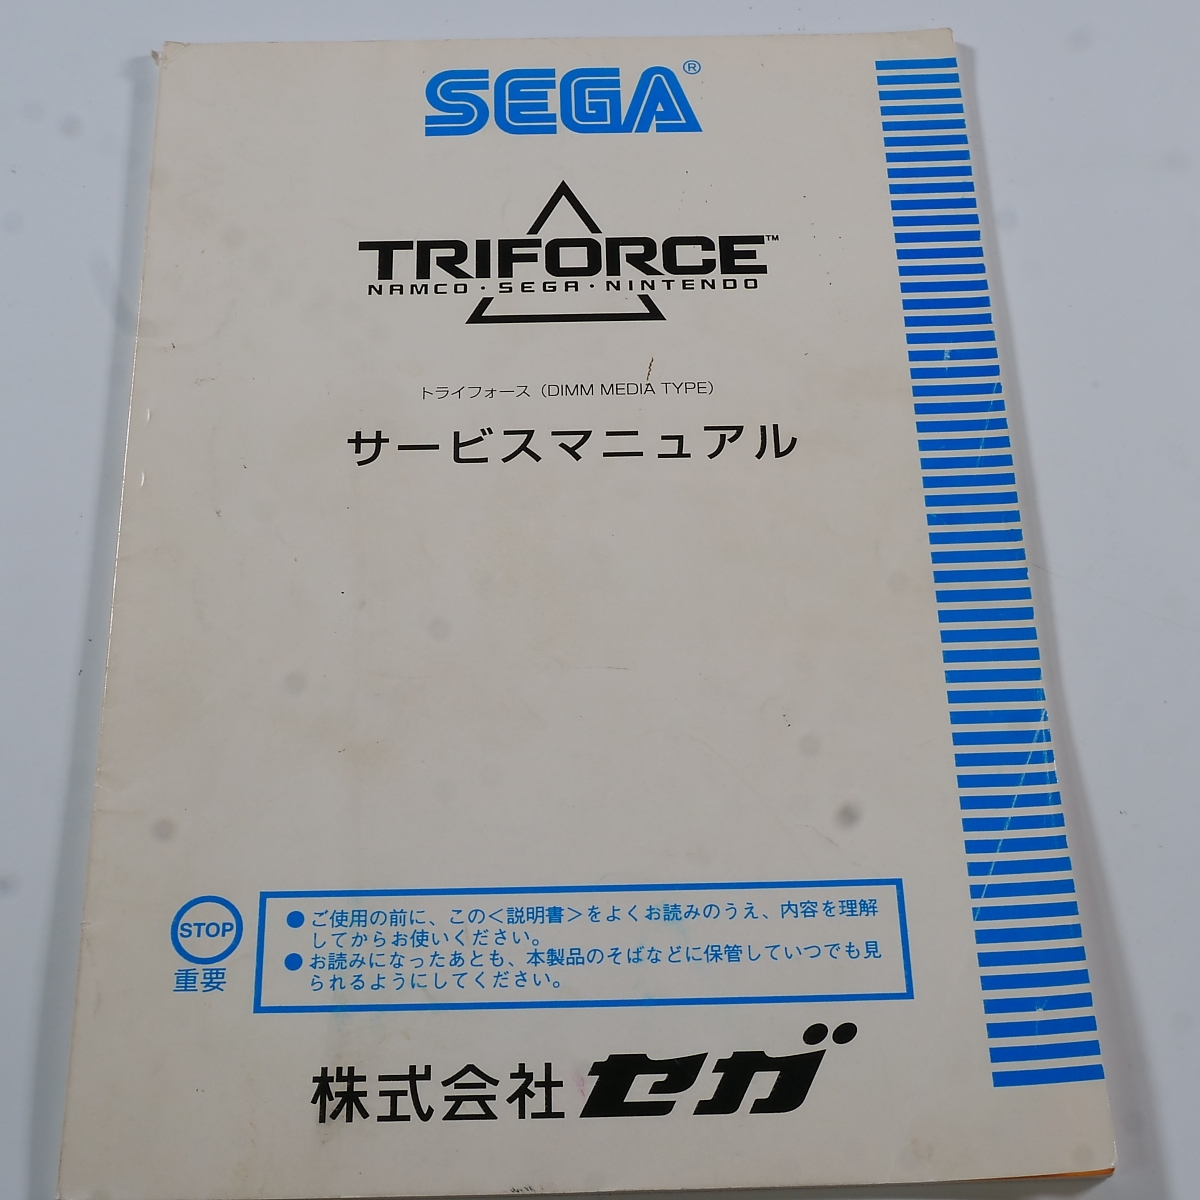 SEGA®
TRIFORCE™
NAMCO・SEGA・NINTENDO
トライフォース（DIMM MEDIA TYPE）
サービスマニュアル
STOP
重要
●ご使用の前に、この＜説明書＞をよくお読みのうえ、内容を理解
してからお使いください。
●お読みになったあとも、本製品のそばなどに保管していつでも見
られるようにしてください。
株式会社セガ